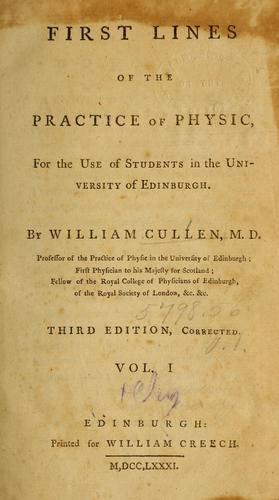 FIRST LINES
OF THE
PRACTICE OF PHYSIC,
For the Use of Students in the Uni-
versity of Edinburgh.
By WILLIAM CULLEN, M. D.
Professor of the Practice of Physic in the University of Edinburgh;
First Physician to his Majesty for Scotland;
Fellow of the Royal College of Physicians of Edinburgh,
of the Royal Society of London, &c. &c.
THIRD EDITION, Corrected.
VOL. I
EDINBURGH:
Printed for WILLIAM CREECH.
M,DCC,LXXXI.